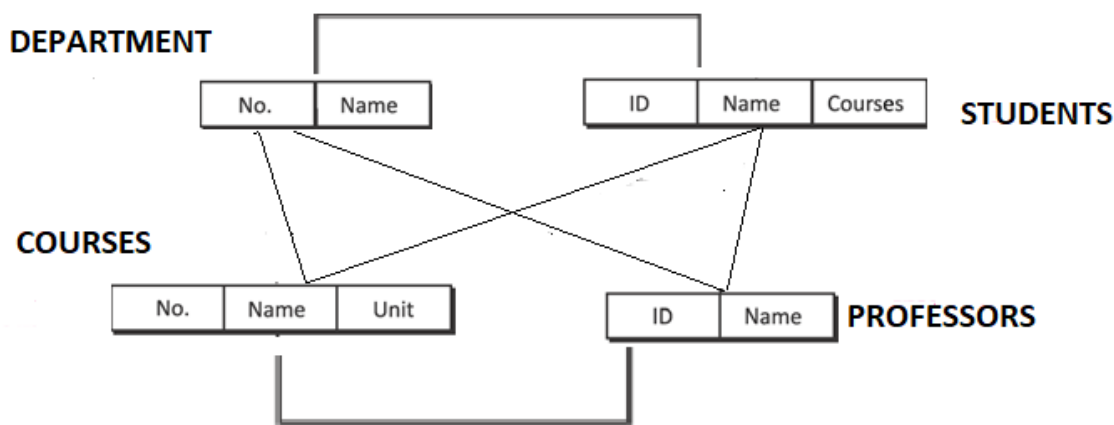 DEPARTMENT
No. Name
ID Name Courses
STUDENTS
COURSES
No. Name Unit
ID Name
PROFESSORS